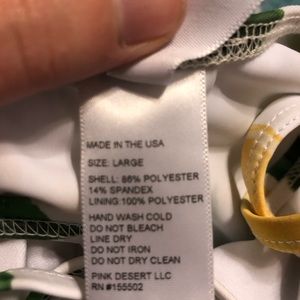 MADE IN THE USA
SIZE: LARGE
SHELL: 86% POLYESTER
14% SPANDEX
LINING:100% POLYESTER
HAND WASH COLD
DO NOT BLEACH
LINE DRY
DO NOT IRON
DO NOT DRY CLEAN
PINK DESERT LLC
RN #155502